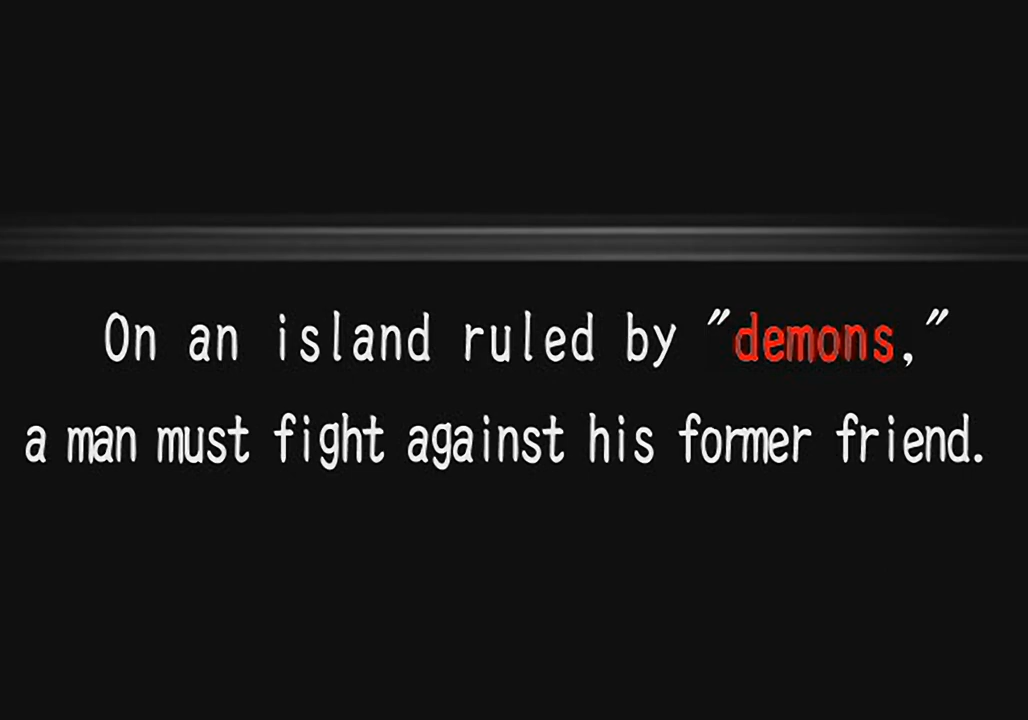 On an island ruled by "demons,"
a man must fight against his former friend.